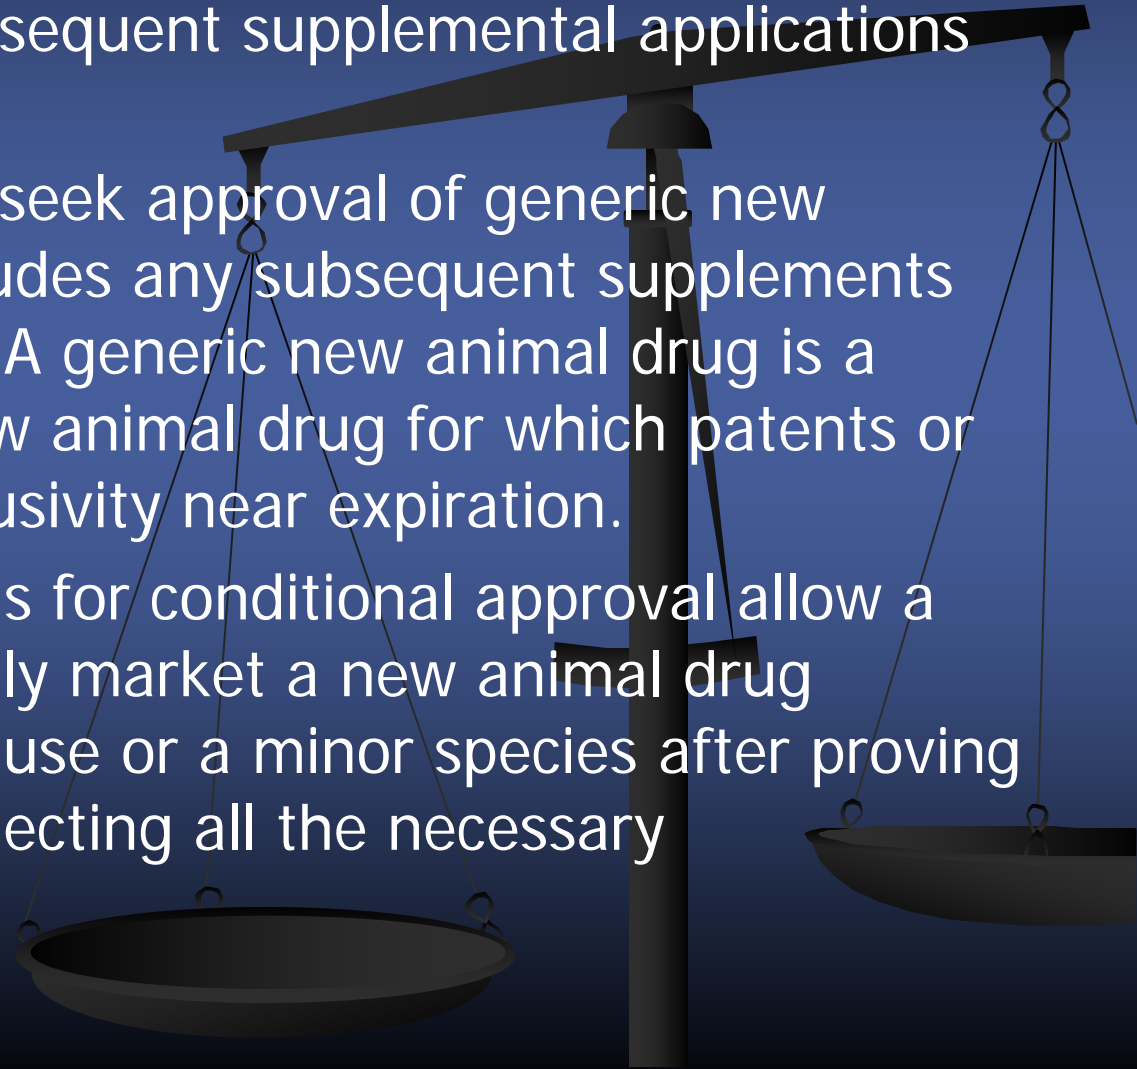 sequent supplemental applications
seek approval of generic new
udes any subsequent supplements
A generic new animal drug is a
w animal drug for which patents or
usivity near expiration.
s for conditional approval allow a
ly market a new animal drug
use or a minor species after proving
ecting all the necessary